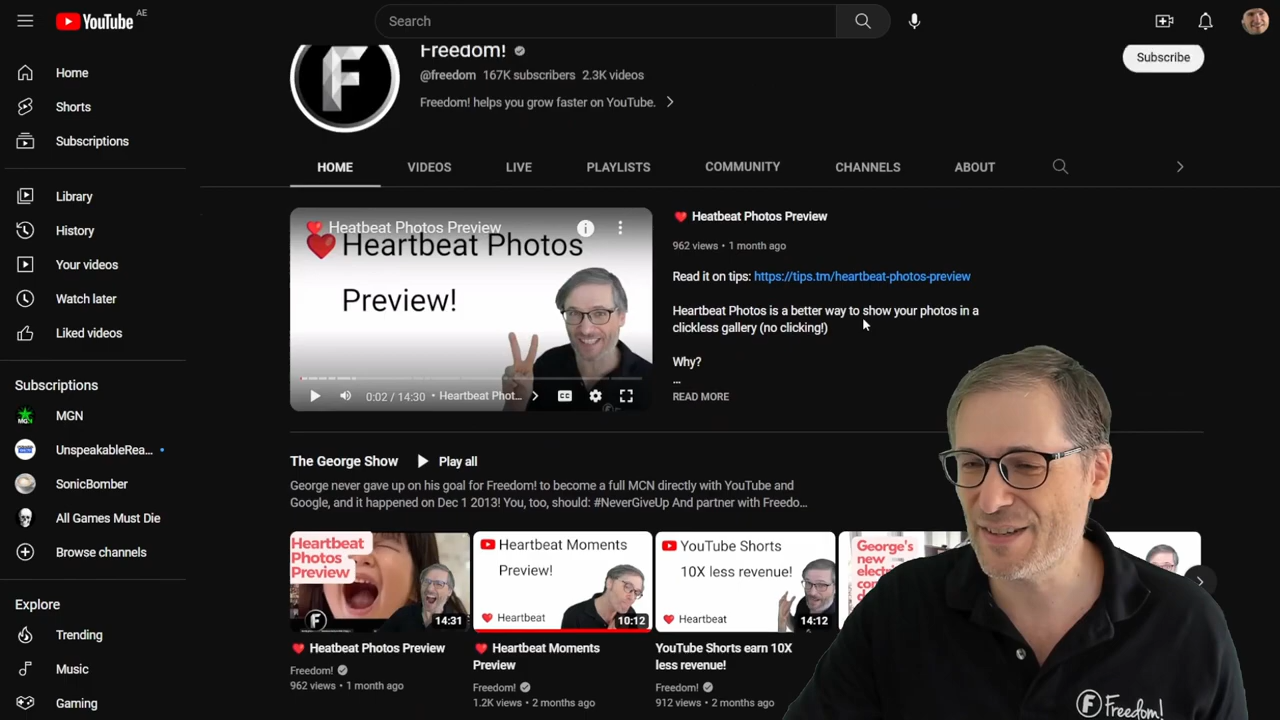 YouTube AE
Search
Home
Shorts
Subscriptions
Library
History
Your videos
Watch later
Liked videos
Subscriptions
MGN
UnspeakableRea...
SonicBomber
All Games Must Die
Browse channels
Explore
Trending
Music
Gaming
F
Freedom!
@freedom 167K subscribers 2.3K videos
Freedom! helps you grow faster on YouTube.
Subscribe
HOME VIDEOS LIVE PLAYLISTS COMMUNITY CHANNELS ABOUT
Heatbeat Photos Preview
Heartbeat Photos
Preview!
0:02 / 14:30 • Heartbeat Phot...
CC
Heatbeat Photos Preview
962 views • 1 month ago
Read it on tips: https://tips.tm/heartbeat-photos-preview
Heartbeat Photos is a better way to show your photos in a
clickless gallery (no clicking!)
Why?
...
READ MORE
The George Show Play all
George never gave up on his goal for Freedom! to become a full MCN directly with YouTube and
Google, and it happened on Dec 1 2013! You, too, should: #NeverGiveUp And partner with Freedo...
Heartbeat
Photos
Preview
F
14:31
Heatbeat Photos Preview
Freedom!
962 views • 1 month ago
Heartbeat Moments
Preview!
Heartbeat
10:12
Heartbeat Moments
Preview
Freedom!
1.2K views • 2 months ago
YouTube Shorts
10X less revenue!
Heartbeat
14:12
YouTube Shorts earn 10X
less revenue!
Freedom!
912 views • 2 months ago
George's
new
F Freedom!